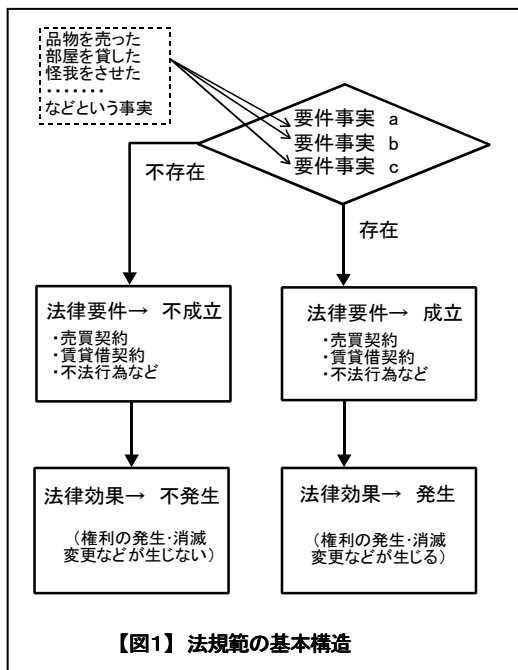 品物を売った
部屋を貸した
怪我をさせた
・・・・・・・
などという事実
要件事実 a
要件事実 b
要件事実 c
不存在
存在
法律要件→ 不成立
・売買契約
・賃貸借契約
・不法行為など
法律要件→ 成立
・売買契約
・賃貸借契約
・不法行為など
法律効果→ 不発生
(権利の発生・消滅
変更などが生じない)
法律効果→ 発生
(権利の発生・消滅
変更などが生じる)
【図1】 法規範の基本構造